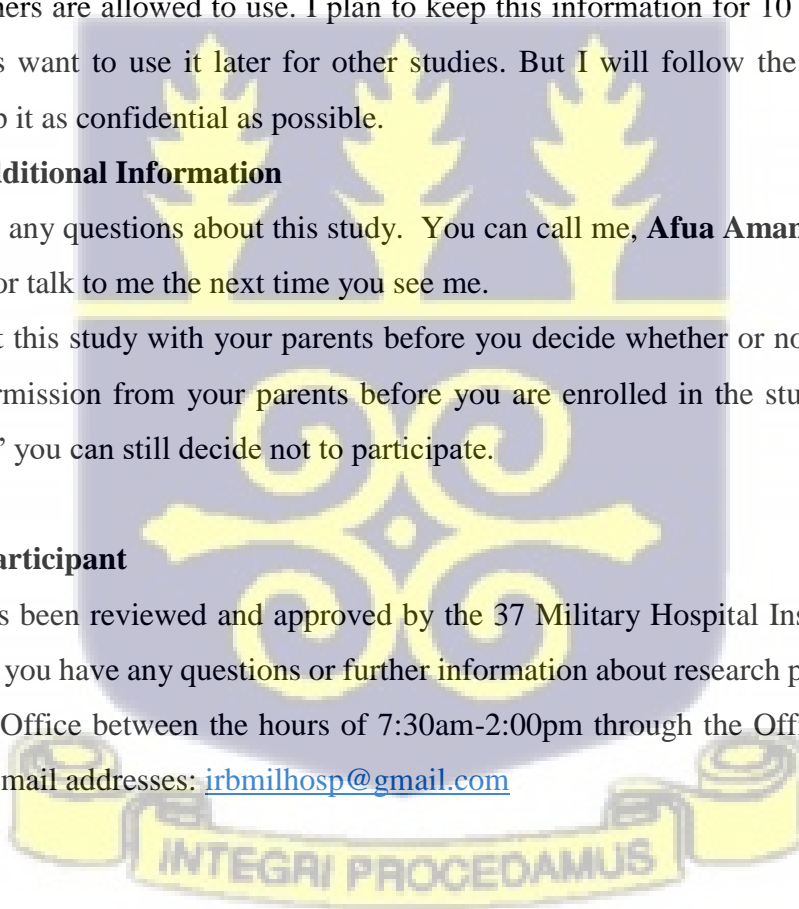 ners are allowed to use. I plan to keep this information for 10
s want to use it later for other studies. But I will follow the
p it as confidential as possible.
dditional Information
any questions about this study. You can call me, Afua Aman
or talk to me the next time you see me.
t this study with your parents before you decide whether or no
rmission from your parents before you are enrolled in the stu
” you can still decide not to participate.
articipant
s been reviewed and approved by the 37 Military Hospital Ins
you have any questions or further information about research p
Office between the hours of 7:30am-2:00pm through the Offi
mail addresses: irbmilhosp@gmail.com
INTEGRI PROCEDAMUS